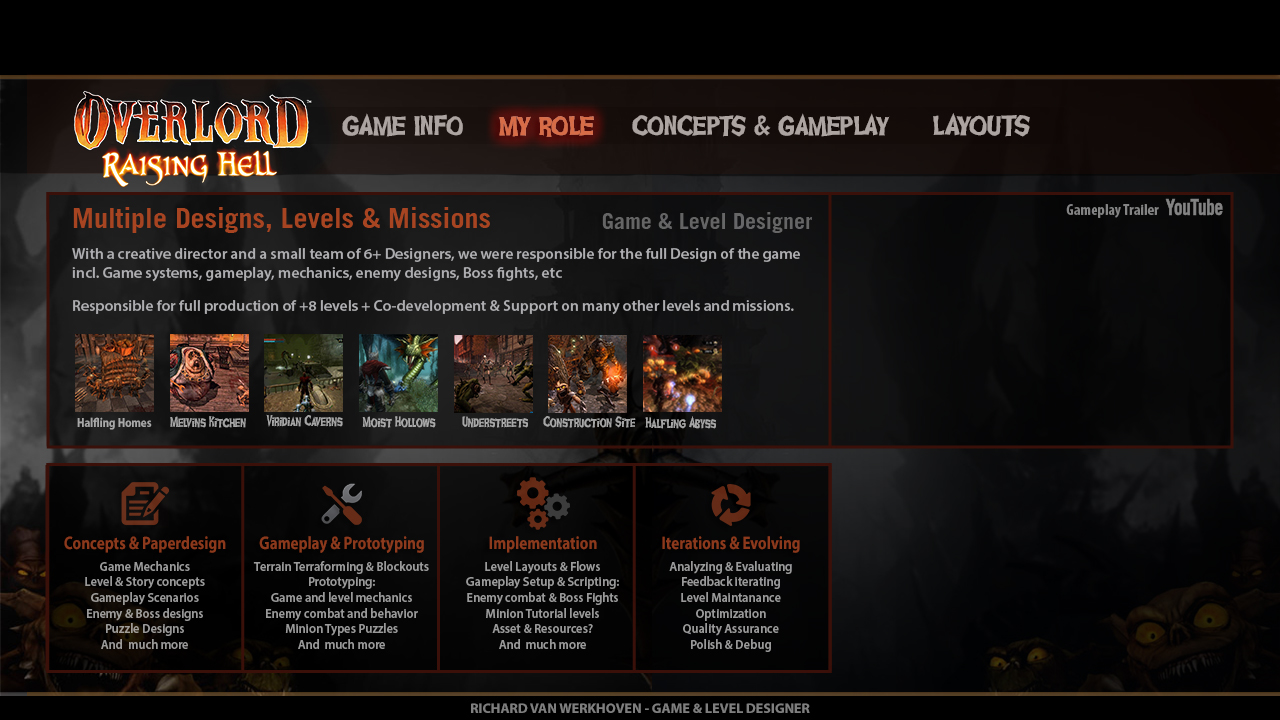 OVERLORD™
RAISING HELL
GAME INFO MY ROLE CONCEPTS & GAMEPLAY LAYOUTS
Multiple Designs, Levels & Missions
Game & Level Designer
With a creative director and a small team of 6+ Designers, we were responsible for the full Design of the game
incl. Game systems, gameplay, mechanics, enemy designs, Boss fights, etc
Responsible for full production of +8 levels + Co-development & Support on many other levels and missions.
Halfling Homes
Melvins Kitchen
Viridian Caverns
Moist Hollows
Understreets
Construction Site
Halfling Abyss
Gameplay Trailer YouTube
Concepts & Paperdesign
Game Mechanics
Level & Story concepts
Gameplay Scenarios
Enemy & Boss designs
Puzzle Designs
And much more
Gameplay & Prototyping
Terrain Terraforming & Blockouts
Prototyping:
Game and level mechanics
Enemy combat and behavior
Minion Types Puzzles
And much more
Implementation
Level Layouts & Flows
Gameplay Setup & Scripting:
Enemy combat & Boss Fights
Minion Tutorial levels
Asset & Resources?
And much more
Iterations & Evolving
Analyzing & Evaluating
Feedback iterating
Level Maintanance
Optimization
Quality Assurance
Polish & Debug
RICHARD VAN WERKHOVEN - GAME & LEVEL DESIGNER